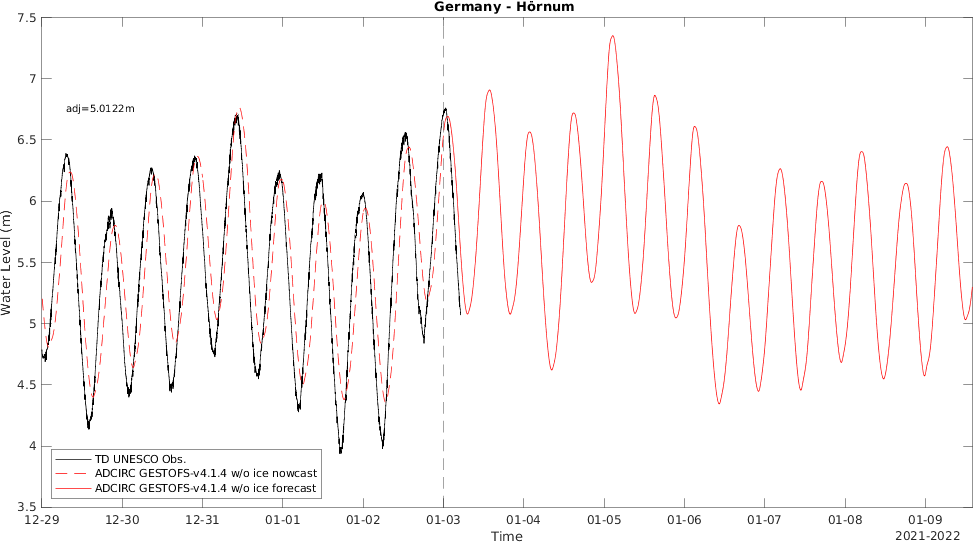 Germany - Hörnum
7.5
7
6.5
6
5.5
5
4.5
4
3.5
Water Level (m)
adj=5.0122m
TD UNESCO Obs.
ADCIRC GESTOFS-v4.1.4 w/o ice nowcast
ADCIRC GESTOFS-v4.1.4 w/o ice forecast
12-29 12-30 12-31 01-01 01-02 01-03 01-04 01-05 01-06 01-07 01-08 01-09
Time
2021-2022